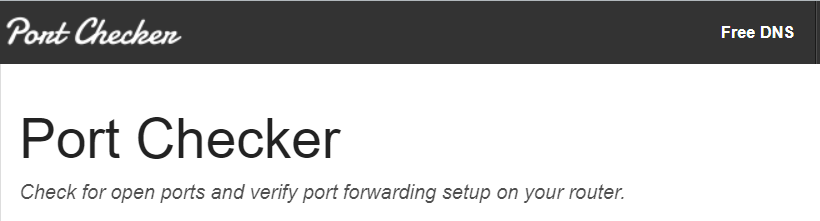 Port Checker Free DNS
Port Checker
Check for open ports and verify port forwarding setup on your router.